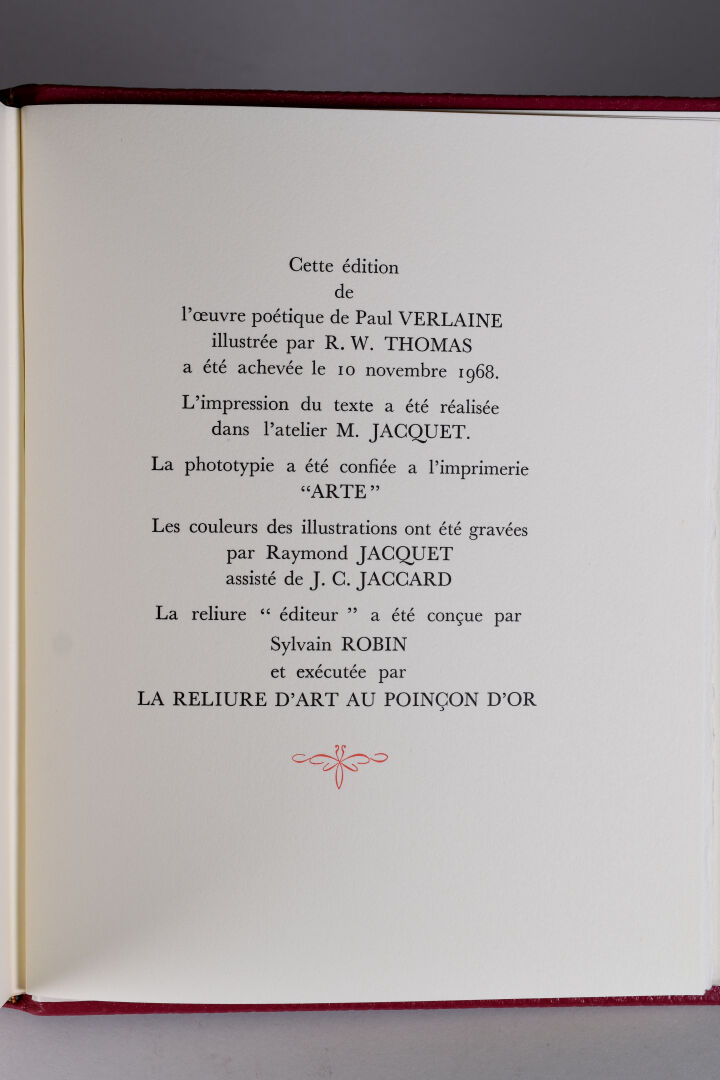 Cette édition
de
l'œuvre poétique de Paul VERLAINE
illustrée par R. W. THOMAS
a été achevée le 10 novembre 1968.
L'impression du texte a été réalisée
dans l'atelier M. JACQUET.
La phototypie a été confiée a l'imprimerie
“ARTE”
Les couleurs des illustrations ont été gravées
par Raymond JACQUET
assisté de J. C. JACCARD
La reliure “ éditeur ” a été conçue par
Sylvain ROBIN
et exécutée par
LA RELIURE D'ART AU POINÇON D'OR